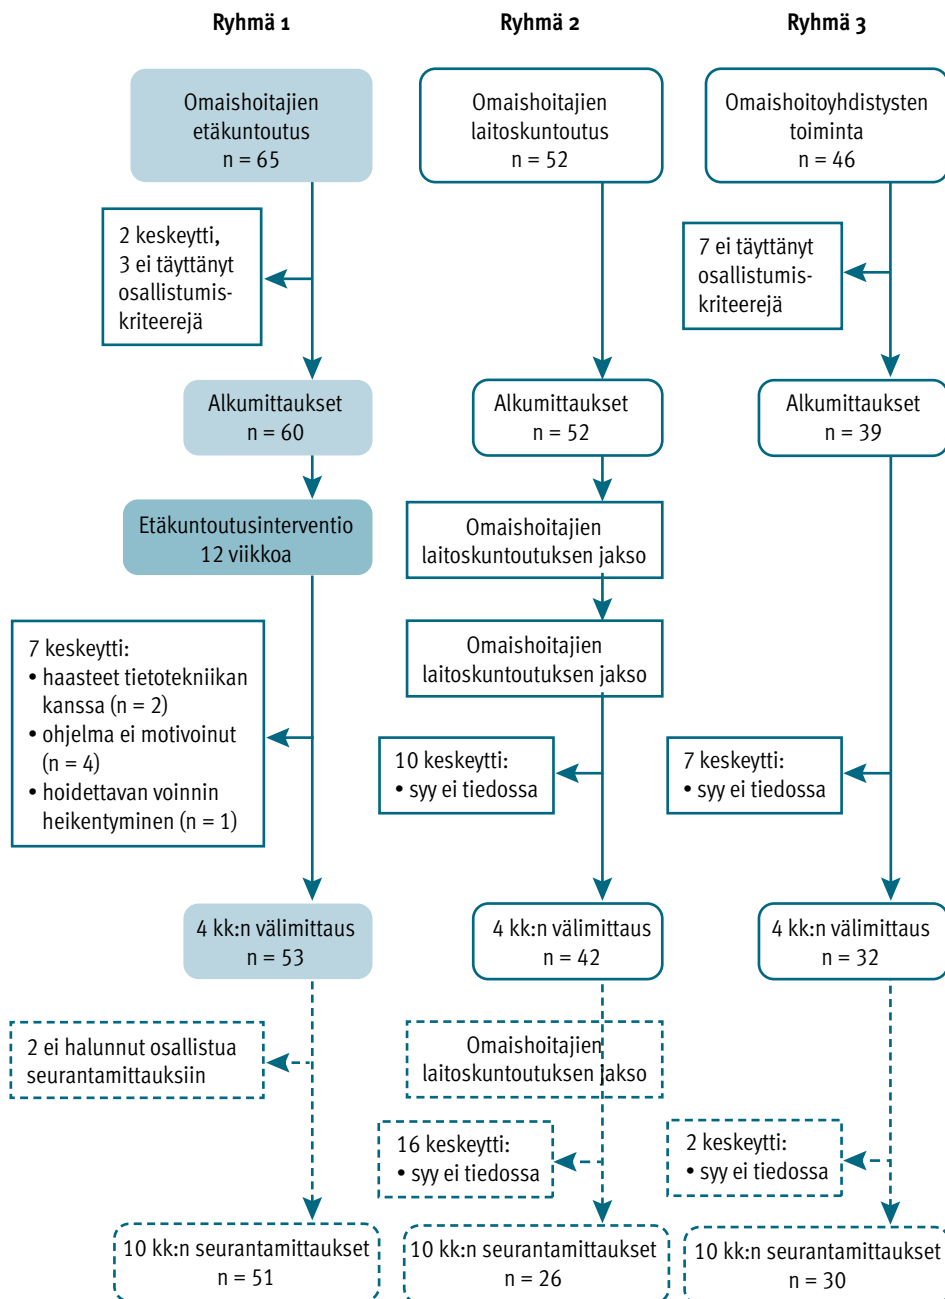 Ryhmä 1
Ryhmä 2
Ryhmä 3
Omaishoitajien
etäkuntoutus
n = 65
Omaishoitajien
laitoskuntoutus
n = 52
Omaishoitoyhdistysten
toiminta
n = 46
2 keskeytti,
3 ei täyttänyt
osallistumis-
kriteerejä
7 ei täyttänyt
osallistumis-
kriteerejä
Alkumittaukset
n = 60
Alkumittaukset
n = 52
Alkumittaukset
n = 39
Etäkuntoutusinterventio
12 viikkoa
Omaishoitajien
laitoskuntoutuksen jakso
Omaishoitajien
laitoskuntoutuksen jakso
7 keskeytti:
• haasteet tietotekniikan
kanssa (n = 2)
• ohjelma ei motivoinut
(n = 4)
• hoidettavan voinnin
heikentyminen (n = 1)
10 keskeytti:
• syy ei tiedossa
7 keskeytti:
• syy ei tiedossa
4 kk:n välimittaus
n = 53
4 kk:n välimittaus
n = 42
4 kk:n välimittaus
n = 32
2 ei halunnut osallistua
seurantamittauksiin
Omaishoitajien
laitoskuntoutuksen jakso
16 keskeytti:
• syy ei tiedossa
2 keskeytti:
• syy ei tiedossa
10 kk:n seurantamittaukset
n = 51
10 kk:n seurantamittaukset
n = 26
10 kk:n seurantamittaukset
n = 30